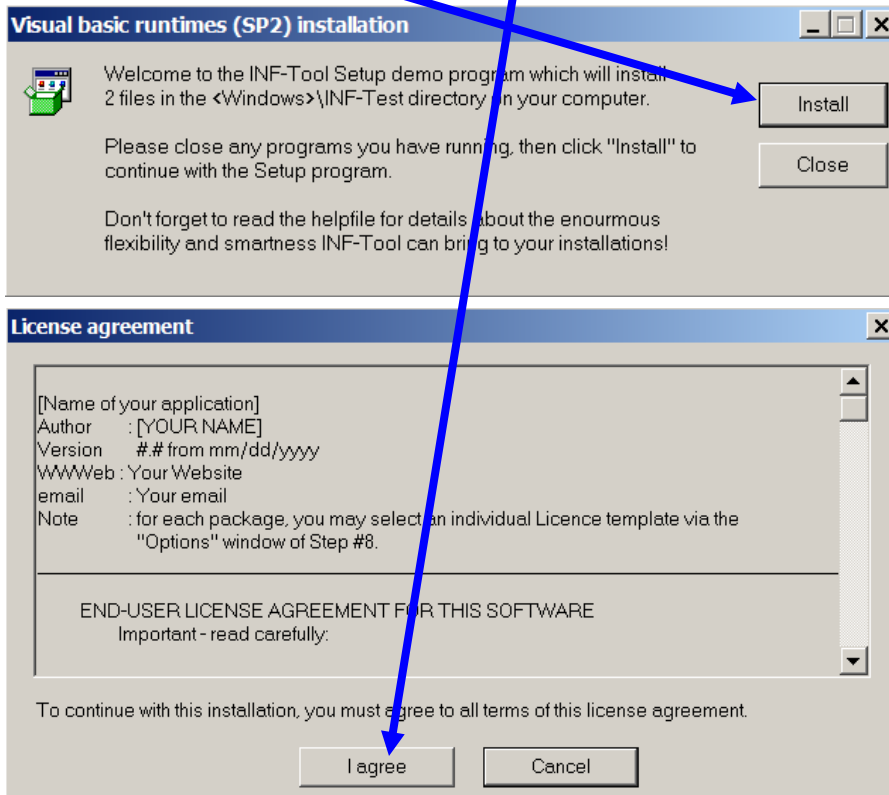 Visual basic runtimes (SP2) installation
Welcome to the INF-Tool Setup demo program which will install
2 files in the <Windows>\INF-Test directory on your computer.
Please close any programs you have running, then click "Install" to
continue with the Setup program.
Don't forget to read the helpfile for details about the enourmous
flexibility and smartness INF-Tool can bring to your installations!
Install
Close
License agreement
[Name of your application]
Author : [YOUR NAME]
Version #.# from mm/dd/yyyy
WWWeb : Your Website
email : Your email
Note : for each package, you may select an individual Licence template via the
"Options" window of Step #8.
END-USER LICENSE AGREEMENT FOR THIS SOFTWARE
Important - read carefully:
To continue with this installation, you must agree to all terms of this license agreement.
I agree
Cancel